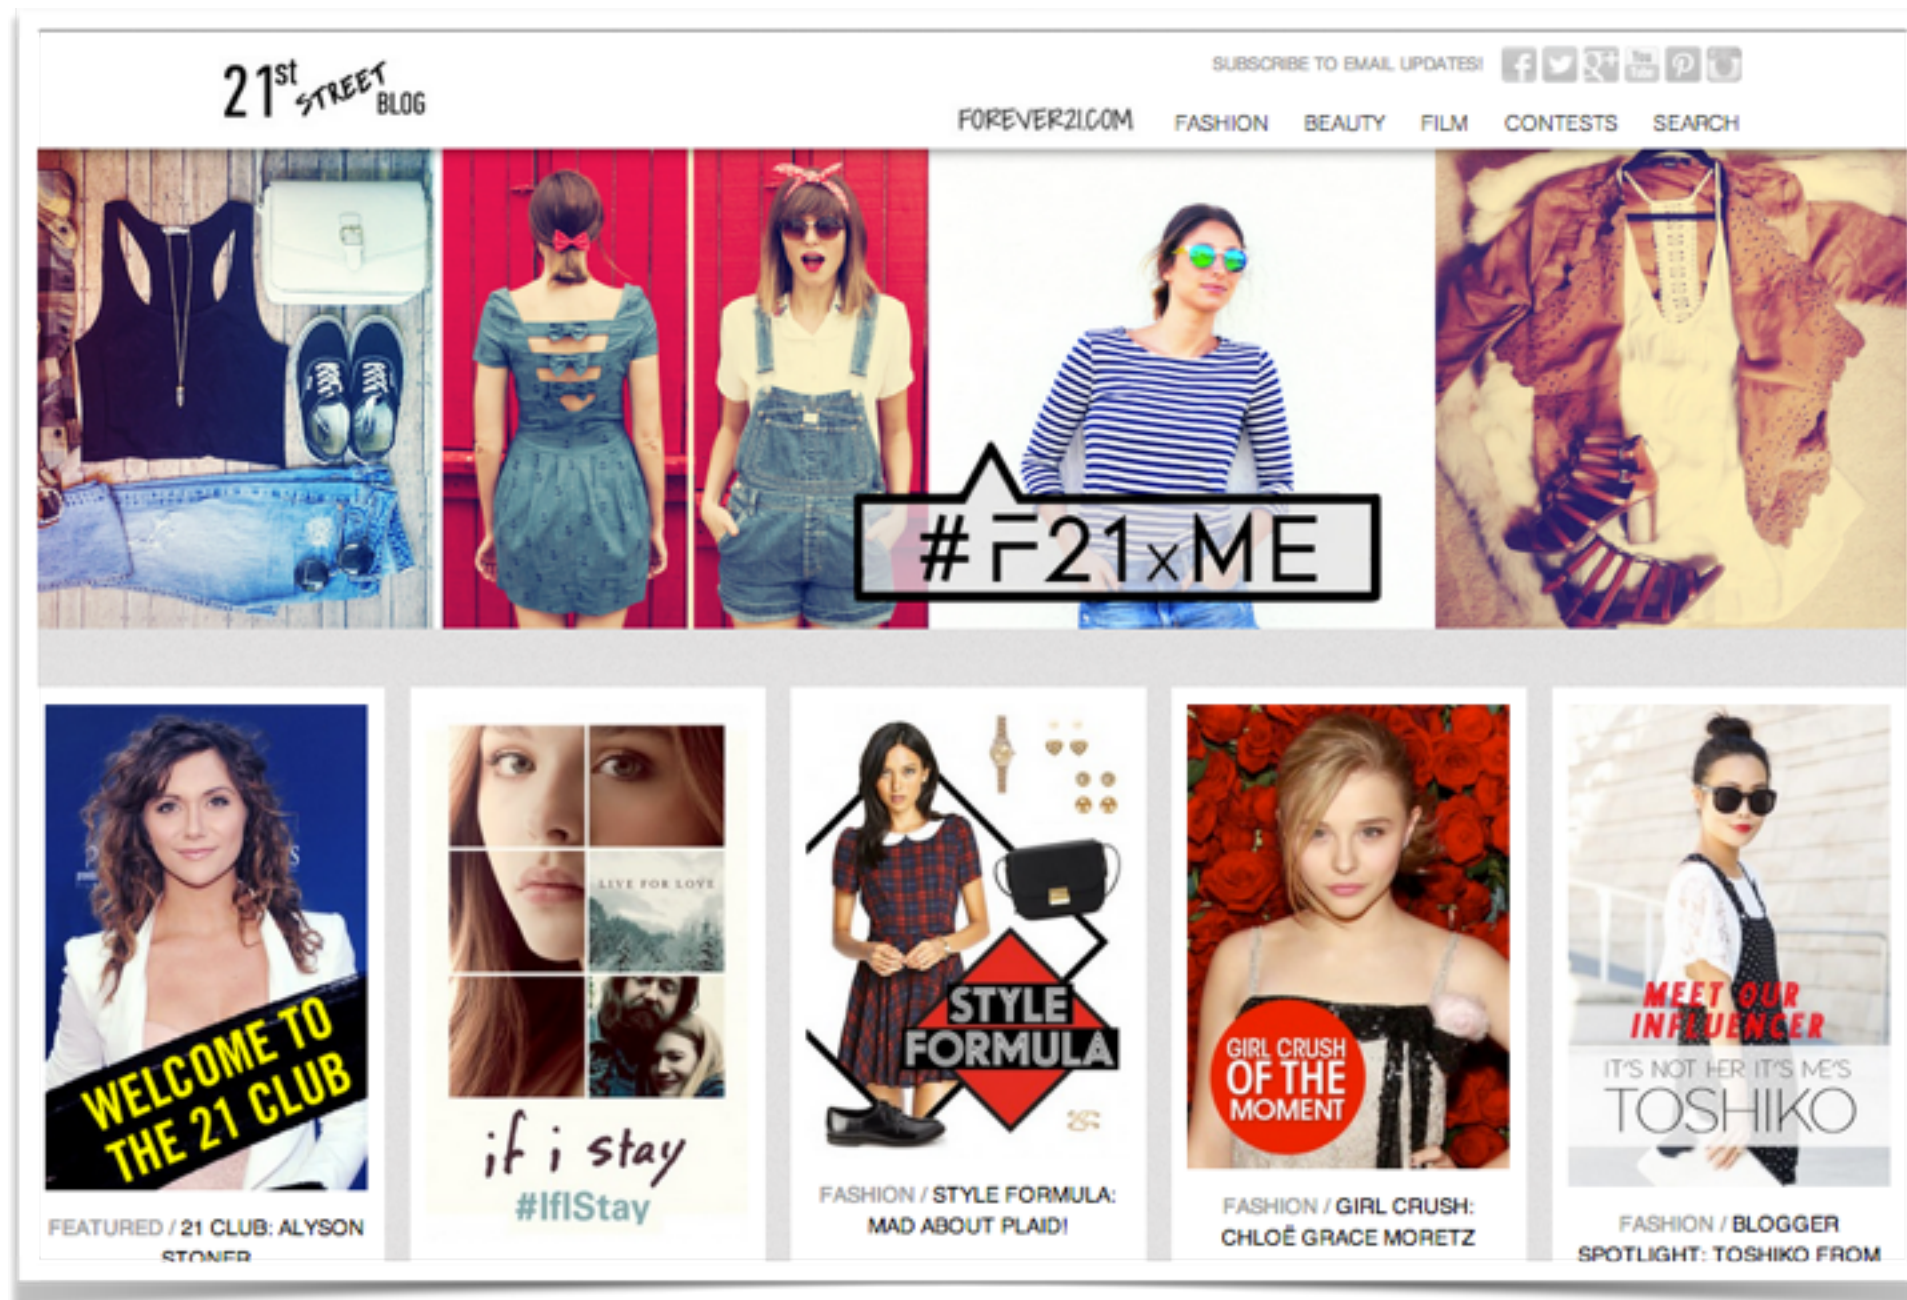 21st STREET BLOG
SUBSCRIBE TO EMAIL UPDATES!
FOREVER21.COM FASHION BEAUTY FILM CONTESTS SEARCH
#F21xME
WELCOME TO
THE 21 CLUB
FEATURED / 21 CLUB: ALYSON
STONER
LIVE FOR LOVE
if i stay
#IfIStay
STYLE
FORMULA
FASHION / STYLE FORMULA:
MAD ABOUT PLAID!
GIRL CRUSH
OF THE
MOMENT
FASHION / GIRL CRUSH:
CHLOË GRACE MORETZ
MEET OUR
INFLUENCER
IT'S NOT HER IT'S ME'S
TOSHIKO
FASHION / BLOGGER
SPOTLIGHT: TOSHIKO FROM